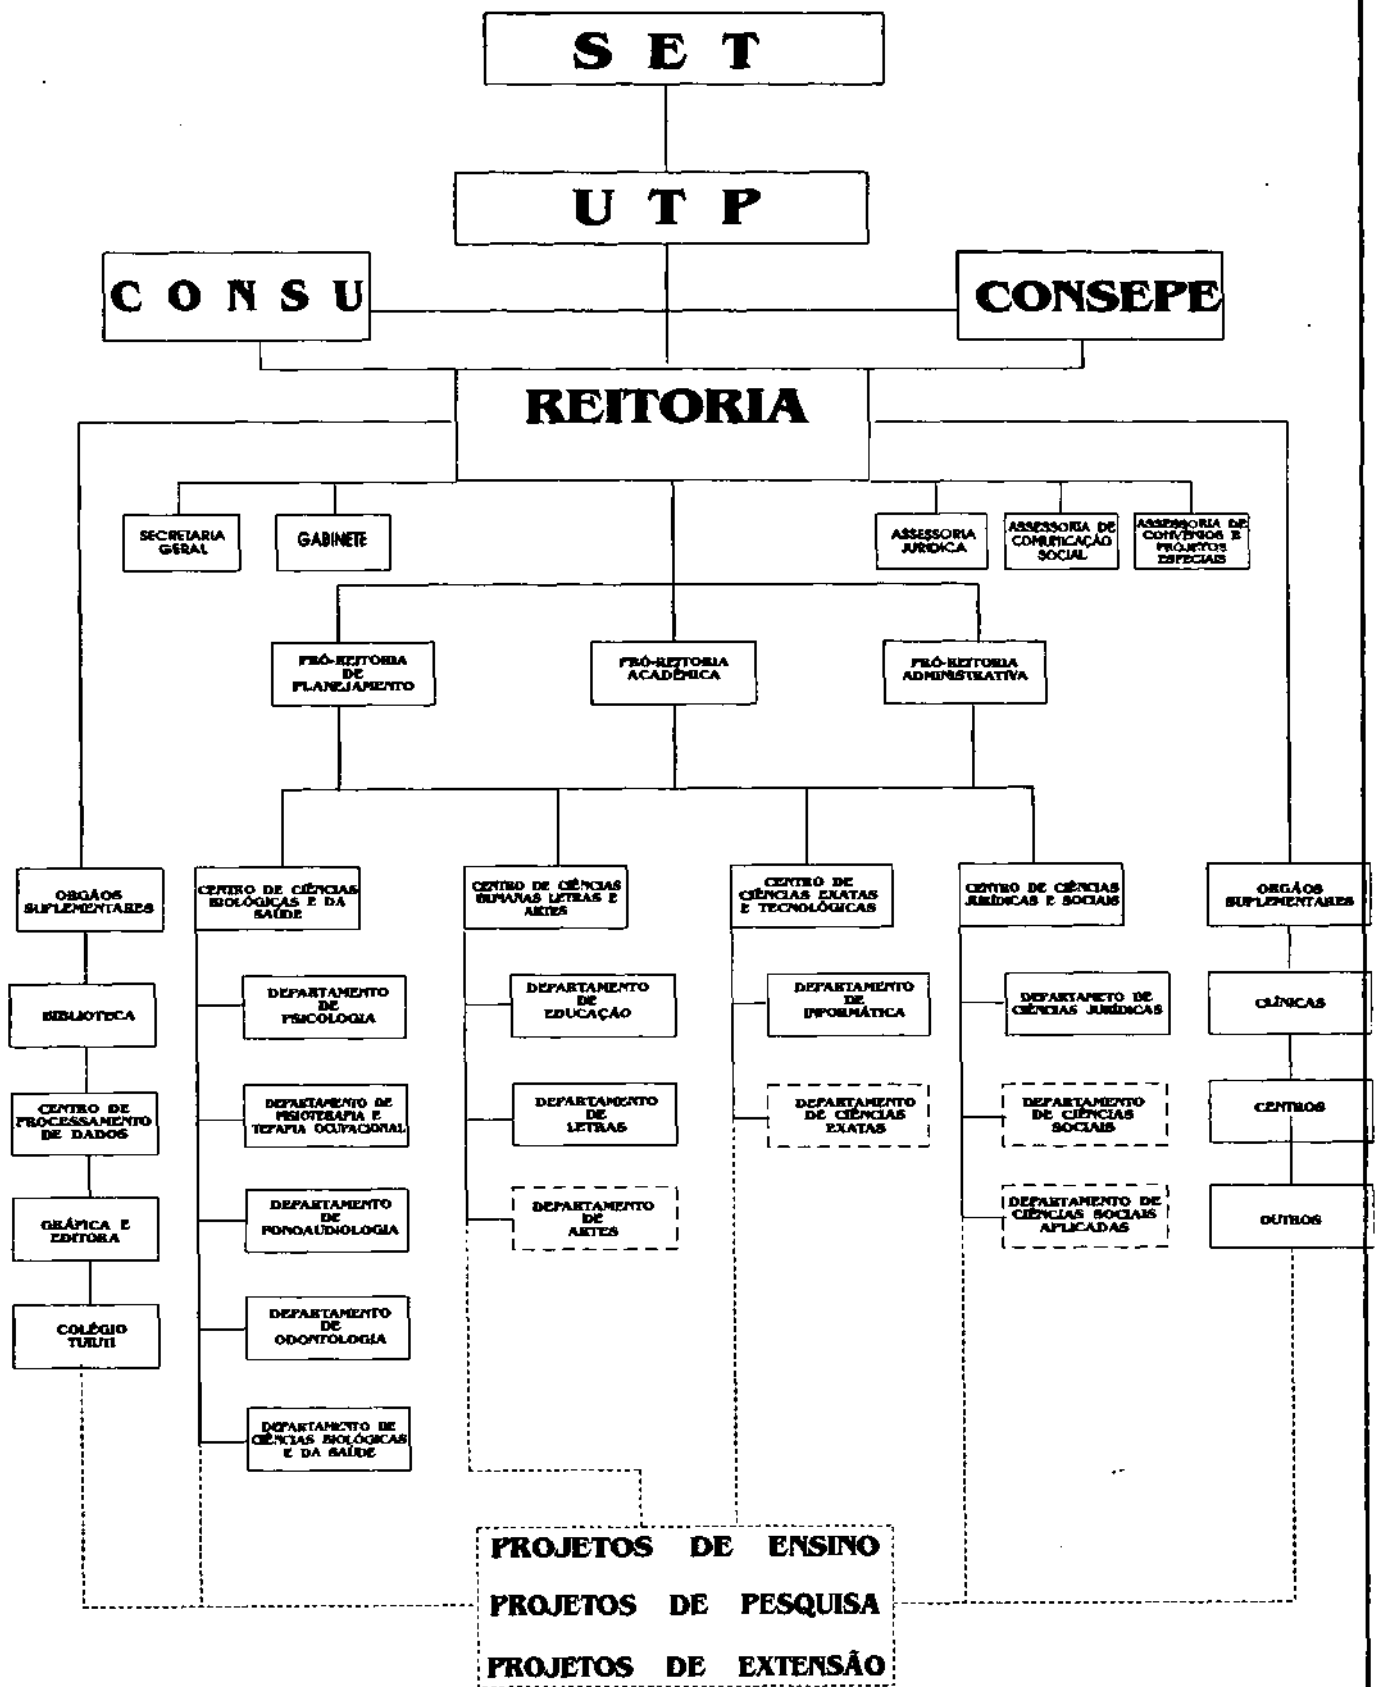 S E T
U T P
C O N S U
CONSEPE
REITORIA
SECRETARIA
GERAL
GABINETE
ASSESSORIA
JURIDICA
ASSESSORIA DE
COMUNICAÇÃO
SOCIAL
ASSESSORIA DE
CONVÊNIOS E
PROJETOS
ESPECIAIS
PRÓ-REITORIA
DE
PLANEJAMENTO
PRÓ-REITORIA
ACADÊMICA
PRÓ-REITORIA
ADMINISTRATIVA
ORGÃOS
SUPLEMENTARES
CENTRO DE CIÊNCIAS
BIOLÓGICAS E DA
SAÚDE
CENTRO DE CIÊNCIAS
HUMANAS LETRAS E
ARTES
CENTRO DE
CIÊNCIAS EXATAS
E TECNOLÓGICAS
CENTRO DE CIÊNCIAS
JURÍDICAS E SOCIAIS
ORGÃOS
SUPLEMENTARES
BIBLIOTECA
CENTRO DE
PROCESSAMENTO
DE DADOS
GRÁFICA E
EDITORA
COLÉGIO
TUIUTI
DEPARTAMENTO
DE
PSICOLOGIA
DEPARTAMENTO DE
FISIOTERAPIA E
TEPAPIA OCUPACIONAL
DEPARTAMENTO
DE
FONOAUDIOLOGIA
DEPARTAMENTO
DE
ODONTOLOGIA
DEPARTAMENTO DE
CIÊNCIAS BIOLÓGICAS
E DA SAÚDE
DEPARTAMENTO
DE
EDUCAÇÃO
DEPARTAMENTO
DE
LETRAS
DEPARTAMENTO
DE
ARTES
DEPARTAMENTO
DE
INFORMÁTICA
DEPARTAMENTO
DE CIÊNCIAS
EXATAS
DEPARTAMETO DE
CIÊNCIAS JURÍDICAS
DEPARTAMENTO
DE CIÊNCIAS
SOCIAIS
DEPARTAMENTO DE
CIÊNCIAS SOCIAIS
APLICADAS
CLÍNICAS
CENTROS
OUTROS
PROJETOS DE ENSINO
PROJETOS DE PESQUISA
PROJETOS DE EXTENSÃO